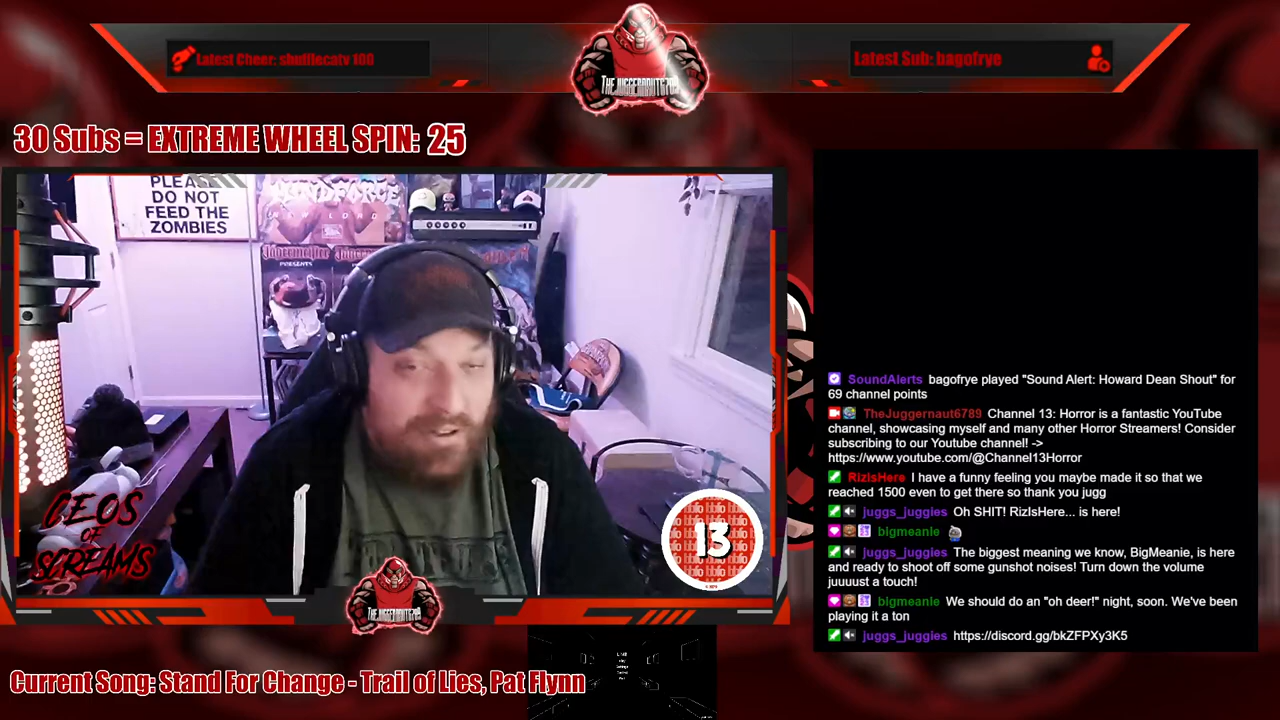 Latest Cheer: shufflecatv 100
THEJUGGERNAUT6789
Latest Sub: bagofrye
30 Subs = EXTREME WHEEL SPIN: 25
PLEASE
DO NOT
FEED THE
ZOMBIES
MINDFORCE
NEW LORDS
Jägermeister
PRESENTS
CEOS
OF
SCREAMS
13
THEJUGGERNAUT6789
Current Song: Stand For Change - Trail of Lies, Pat Flynn
SoundAlerts bagofrye played "Sound Alert: Howard Dean Shout" for
69 channel points
TheJuggernaut6789 Channel 13: Horror is a fantastic YouTube
channel, showcasing myself and many other Horror Streamers! Consider
subscribing to our Youtube channel! ->
https://www.youtube.com/@Channel13Horror
RizIsHere I have a funny feeling you maybe made it so that we
reached 1500 even to get there so thank you jugg
juggs_juggies Oh SHIT! RizIsHere... is here!
bigmeanie
juggs_juggies The biggest meaning we know, BigMeanie, is here
and ready to shoot off some gunshot noises! Turn down the volume
juuuust a touch!
bigmeanie We should do an "oh deer!" night, soon. We've been
playing it a ton
juggs_juggies https://discord.gg/bkZFPXy3K5